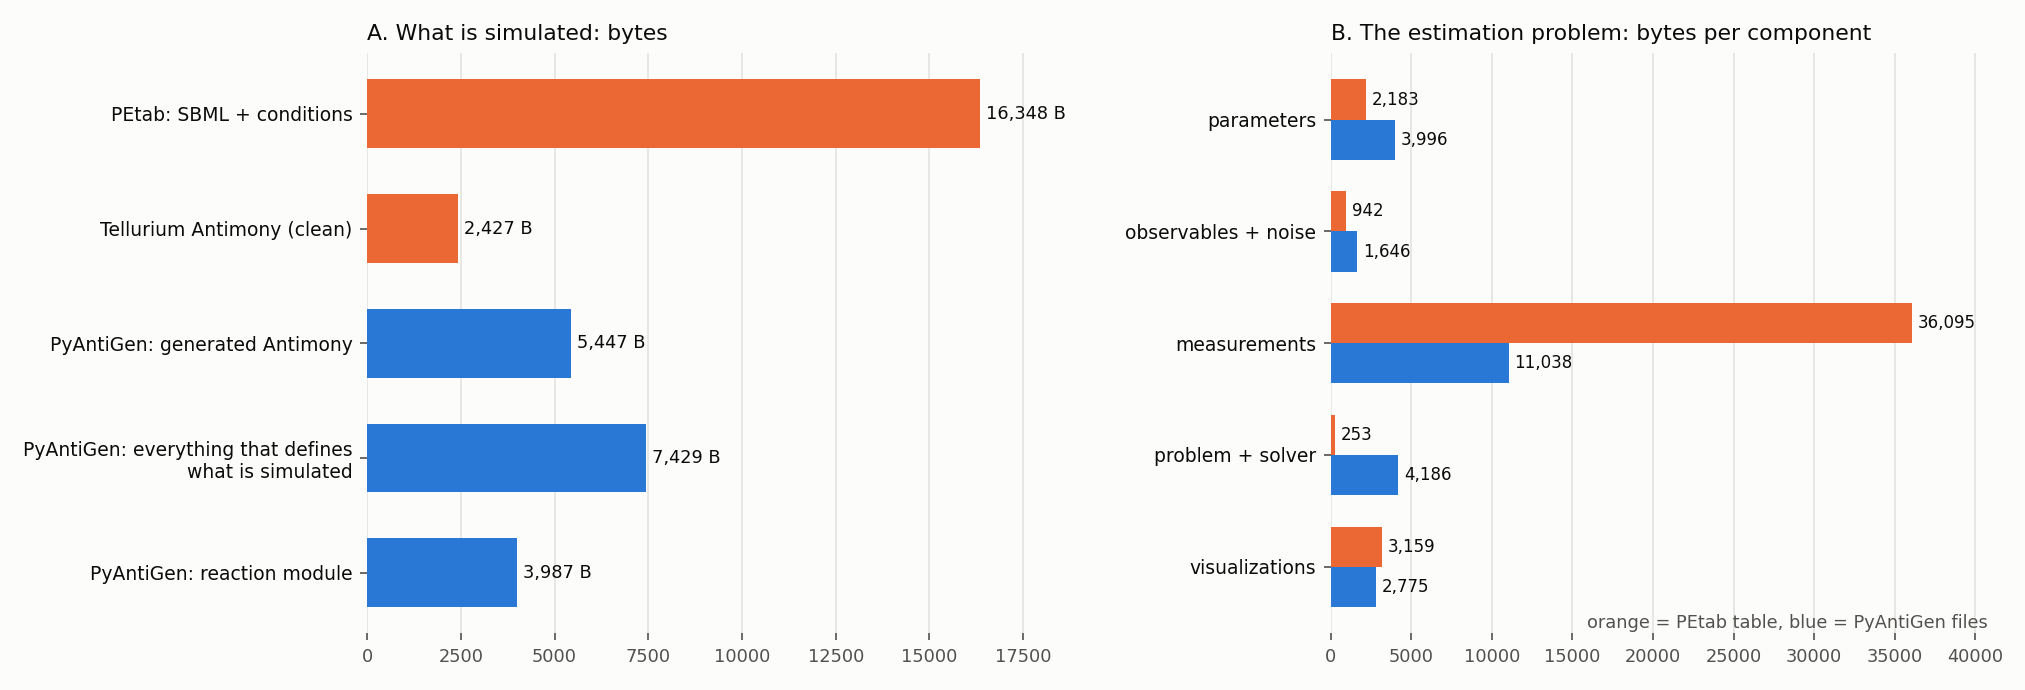 A. What is simulated: bytes
PEtab: SBML + conditions
16,348 B
Tellurium Antimony (clean)
2,427 B
PyAntiGen: generated Antimony
5,447 B
PyAntiGen: everything that defines
what is simulated
7,429 B
PyAntiGen: reaction module
3,987 B
0 2500 5000 7500 10000 12500 15000 17500
B. The estimation problem: bytes per component
parameters
2,183
3,996
observables + noise
942
1,646
measurements
36,095
11,038
problem + solver
253
4,186
visualizations
3,159
2,775
orange = PEtab table, blue = PyAntiGen files
0 5000 10000 15000 20000 25000 30000 35000 40000